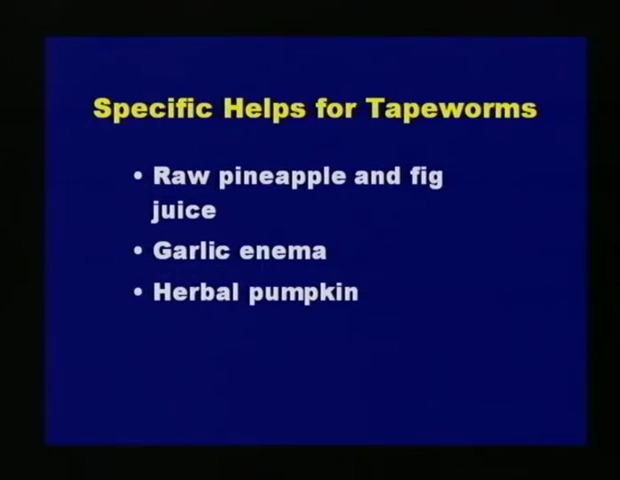 Specific Helps for Tapeworms
• Raw pineapple and fig
juice
• Garlic enema
• Herbal pumpkin